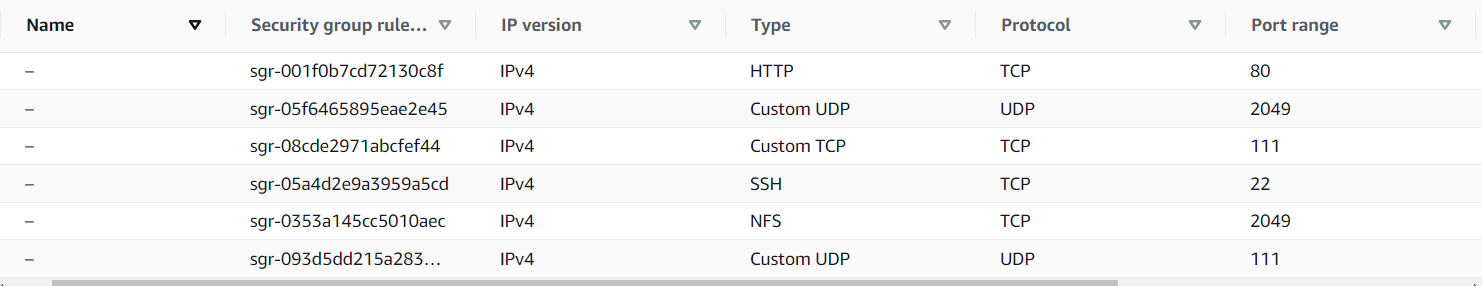 Name Security group rule... IP version Type Protocol Port range
– sgr-001f0b7cd72130c8f IPv4 HTTP TCP 80
– sgr-05f6465895eae2e45 IPv4 Custom UDP UDP 2049
– sgr-08cde2971abcfef44 IPv4 Custom TCP TCP 111
– sgr-05a4d2e9a3959a5cd IPv4 SSH TCP 22
– sgr-0353a145cc5010aec IPv4 NFS TCP 2049
– sgr-093d5dd215a283... IPv4 Custom UDP UDP 111